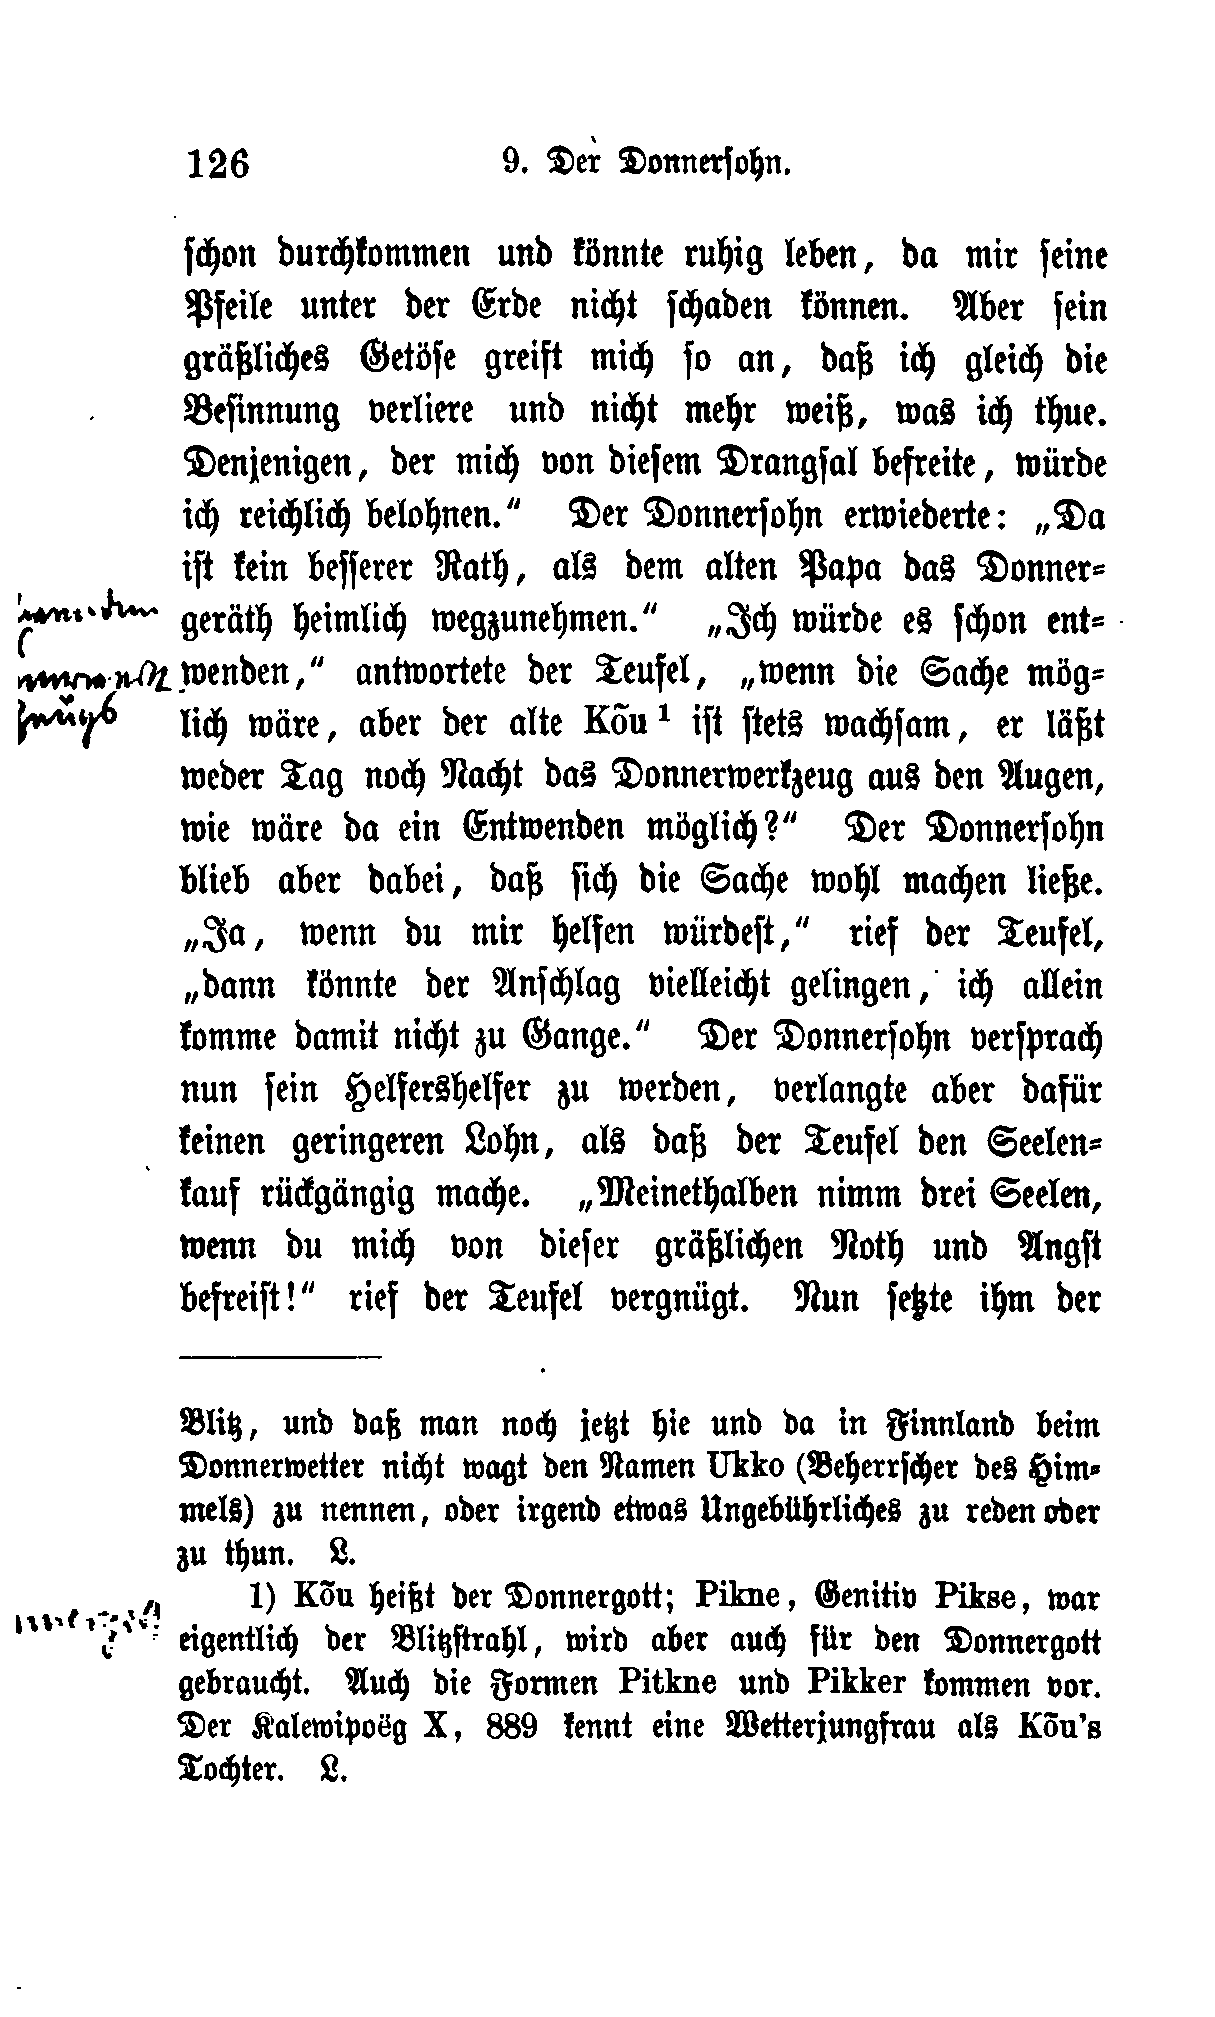 126 9. Der Donnersohn.
schon durchkommen und könnte ruhig leben, da mir seine
Pfeile unter der Erde nicht schaden können. Aber sein
gräßliches Getöse greift mich so an, daß ich gleich die
Besinnung verliere und nicht mehr weiß, was ich thue.
Denjenigen, der mich von diesem Drangsal befreite, würde
ich reichlich belohnen.“ Der Donnersohn erwiederte: „Da
ist kein besserer Rath, als dem alten Papa das Donner-
geräth heimlich wegzunehmen.“ „Ich würde es schon ent-
wenden,“ antwortete der Teufel, „wenn die Sache mög-
lich wäre, aber der alte Kõu¹ ist stets wachsam, er läßt
weder Tag noch Nacht das Donnerwerkzeug aus den Augen,
wie wäre da ein Entwenden möglich?“ Der Donnersohn
blieb aber dabei, daß sich die Sache wohl machen ließe.
„Ja, wenn du mir helfen würdest,“ rief der Teufel,
„dann könnte der Anschlag vielleicht gelingen, ich allein
komme damit nicht zu Gange.“ Der Donnersohn versprach
nun sein Helfershelfer zu werden, verlangte aber dafür
keinen geringeren Lohn, als daß der Teufel den Seelen-
kauf rückgängig mache. „Meinethalben nimm drei Seelen,
wenn du mich von dieser gräßlichen Noth und Angst
befreist!“ rief der Teufel vergnügt. Nun setzte ihm der
Blitz, und daß man noch jetzt hie und da in Finnland beim
Donnerwetter nicht wagt den Namen Ukko (Beherrscher des Him-
mels) zu nennen, oder irgend etwas Ungebührliches zu reden oder
zu thun. L.
1) Kõu heißt der Donnergott; Pikne, Genitiv Pikse, war
eigentlich der Blitzstrahl, wird aber auch für den Donnergott
gebraucht. Auch die Formen Pitkne und Pikker kommen vor.
Der Kalewipoëg X, 889 kennt eine Wetterjungfrau als Kõu's
Tochter. L.